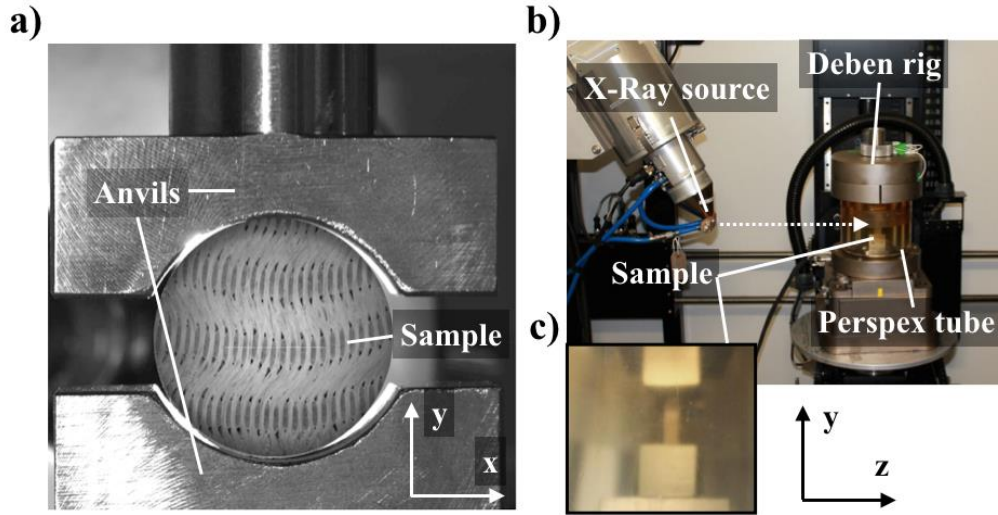 a)
Anvils
Sample
y
x
b)
Deben rig
X-Ray source
Sample
Perspex tube
c)
y
z